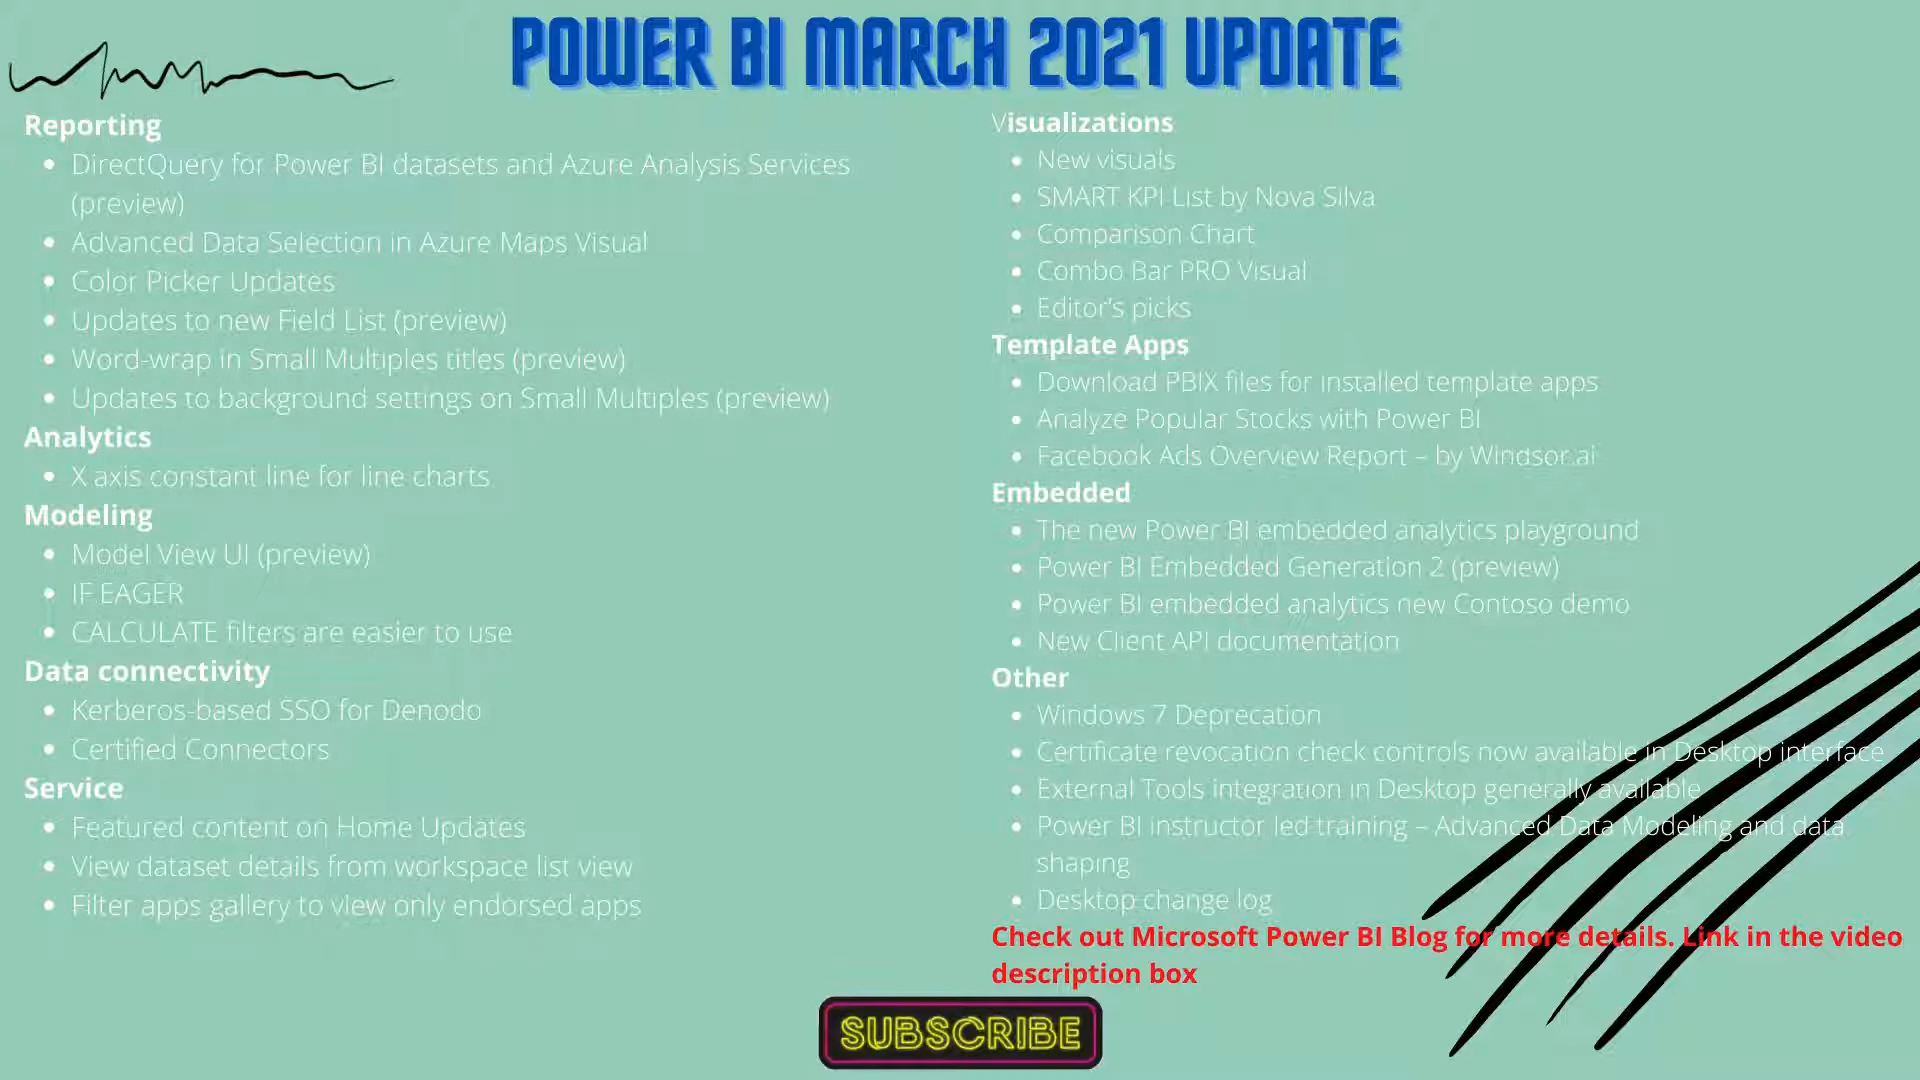 POWER BI MARCH 2021 UPDATE
Reporting
• DirectQuery for Power BI datasets and Azure Analysis Services
(preview)
• Advanced Data Selection in Azure Maps Visual
• Color Picker Updates
• Updates to new Field List (preview)
• Word-wrap in Small Multiples titles (preview)
• Updates to background settings on Small Multiples (preview)
Analytics
• X axis constant line for line charts
Modeling
• Model View UI (preview)
• IF.EAGER
• CALCULATE filters are easier to use
Data connectivity
• Kerberos-based SSO for Denodo
• Certified Connectors
Service
• Featured content on Home Updates
• View dataset details from workspace list view
• Filter apps gallery to view only endorsed apps
Visualizations
• New visuals
• SMART KPI List by Nova Silva
• Comparison Chart
• Combo Bar PRO Visual
• Editor's picks
Template Apps
• Download PBIX files for installed template apps
• Analyze Popular Stocks with Power BI
• Facebook Ads Overview Report – by Windsor.ai
Embedded
• The new Power BI embedded analytics playground
• Power BI Embedded Generation 2 (preview)
• Power BI embedded analytics new Contoso demo
• New Client API documentation
Other
• Windows 7 Deprecation
• Certificate revocation check controls now available in Desktop interface
• External Tools integration in Desktop generally available
• Power BI instructor led training – Advanced Data Modeling and data
shaping
• Desktop change log
Check out Microsoft Power BI Blog for more details. Link in the video
description box
SUBSCRIBE